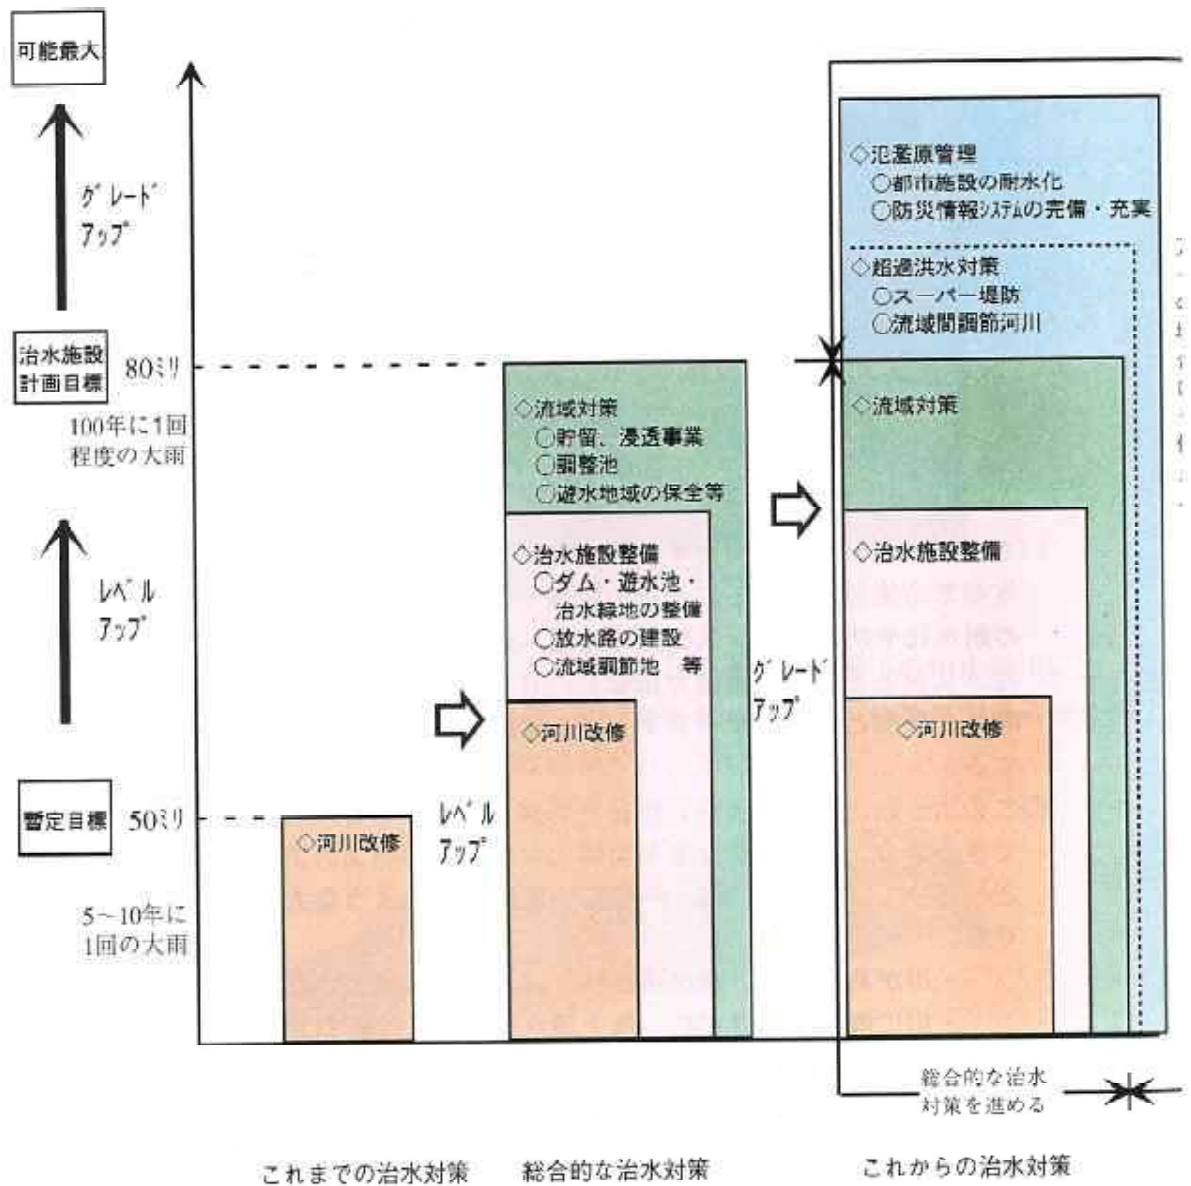 可能最大
グレード
アップ
治水施設
計画目標
80ミリ
100年に1回
程度の大雨
レベル
アップ
暫定目標
50ミリ
5〜10年に
1回の大雨
◇河川改修
レベル
アップ
◇流域対策
○貯留、浸透事業
○調整池
○遊水地域の保全等
◇治水施設整備
○ダム・遊水池・
治水緑地の整備
○放水路の建設
○流域調節池 等
◇河川改修
グレード
アップ
◇氾濫原管理
○都市施設の耐水化
○防災情報システムの完備・充実
◇超過洪水対策
○スーパー堤防
○流域間調節河川
◇流域対策
◇治水施設整備
◇河川改修
総合的な治水
対策を進める
これまでの治水対策
総合的な治水対策
これからの治水対策